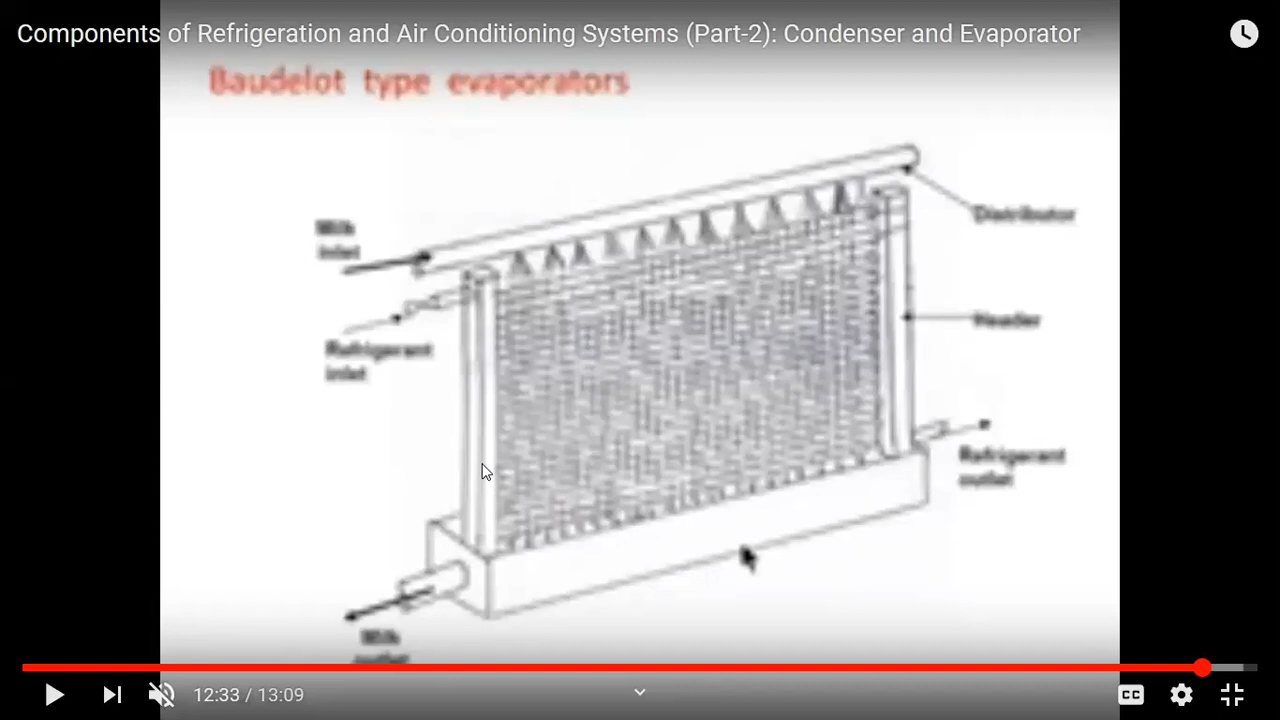 Components of Refrigeration and Air Conditioning Systems (Part-2): Condenser and Evaporator
Baudelot type evaporators
Milk
inlet
Distributor
Refrigerant
inlet
Header
Refrigerant
outlet
Milk
outlet
12:33 / 13:09
CC